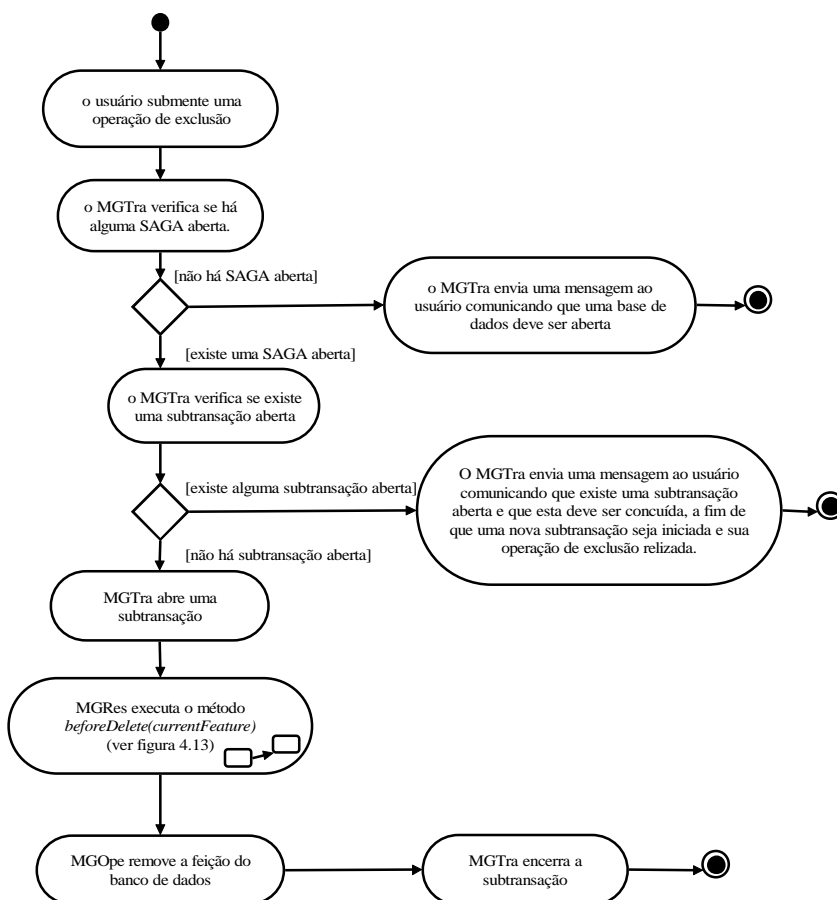 o usuário submente uma
operação de exclusão
o MGTra verifica se há
alguma SAGA aberta.
[não há SAGA aberta]
o MGTra envia uma mensagem ao
usuário comunicando que uma base de
dados deve ser aberta
[existe uma SAGA aberta]
o MGTra verifica se existe
uma subtransação aberta
[existe alguma subtransação aberta]
O MGTra envia uma mensagem ao usuário
comunicando que existe uma subtransação
aberta e que esta deve ser concuída, a fim de
que uma nova subtransação seja iniciada e sua
operação de exclusão relizada.
[não há subtransação aberta]
MGTra abre uma
subtransação
MGRes executa o método
beforeDelete(currentFeature)
(ver figura 4.13)
MGOpe remove a feição do
banco de dados
MGTra encerra a
subtransação